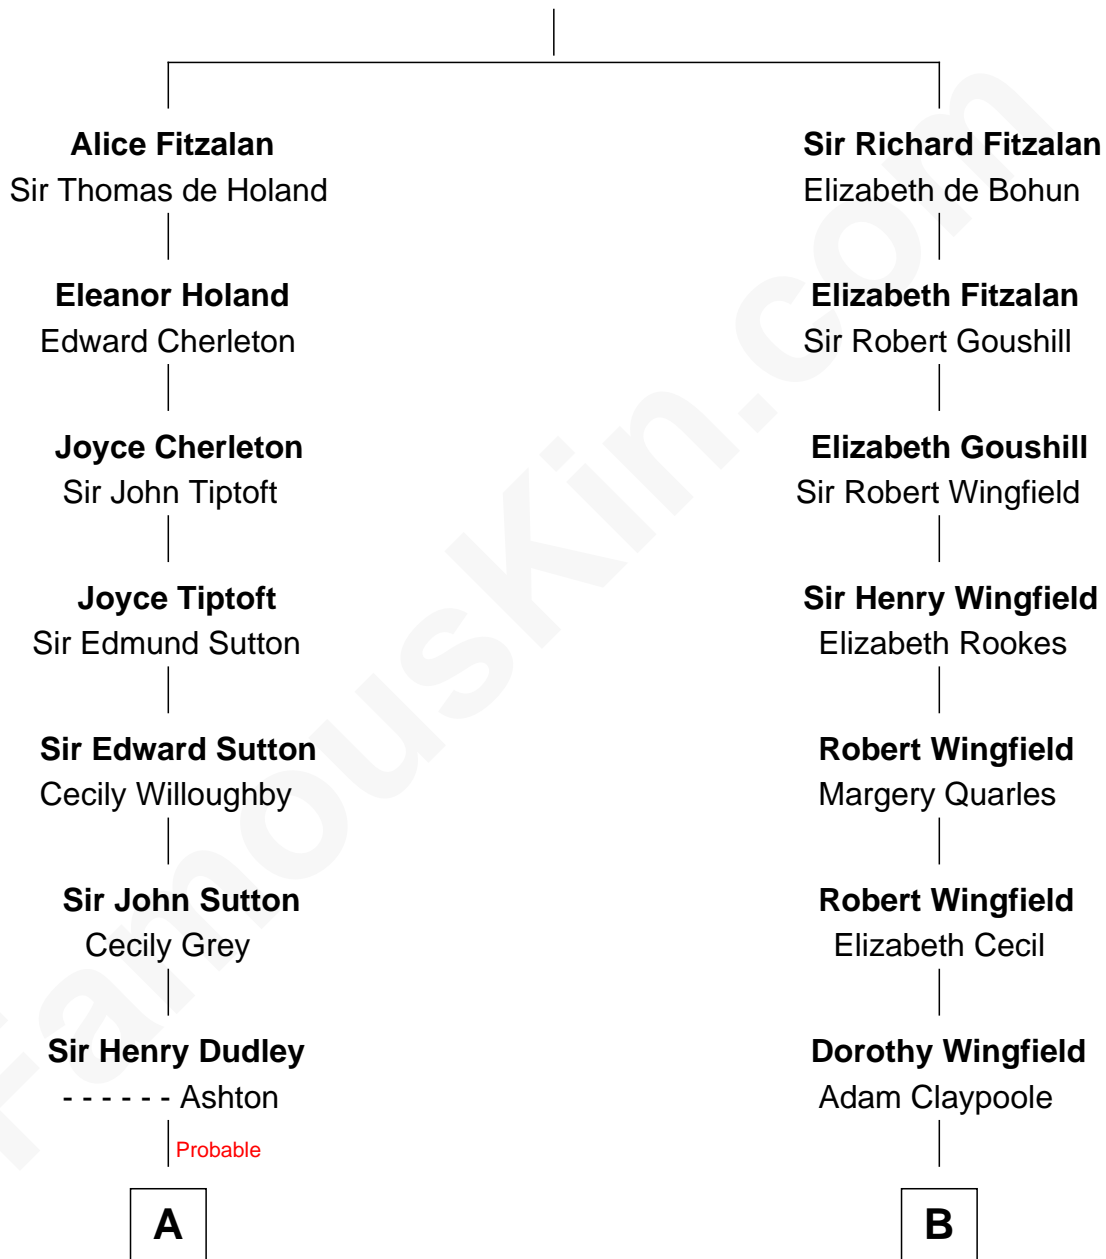 Alice Fitzalan
Sir Thomas de Holand
Eleanor Holand
Edward Cherleton
Joyce Cherleton
Sir John Tiptoft
Joyce Tiptoft
Sir Edmund Sutton
Sir Edward Sutton
Cecily Willoughby
Sir John Sutton
Cecily Grey
Sir Henry Dudley
- - - - - - Ashton
Probable
A
Sir Richard Fitzalan
Elizabeth de Bohun
Elizabeth Fitzalan
Sir Robert Goushill
Elizabeth Goushill
Sir Robert Wingfield
Sir Henry Wingfield
Elizabeth Rookes
Robert Wingfield
Margery Quarles
Robert Wingfield
Elizabeth Cecil
Dorothy Wingfield
Adam Claypoole
B
FamousKin.com